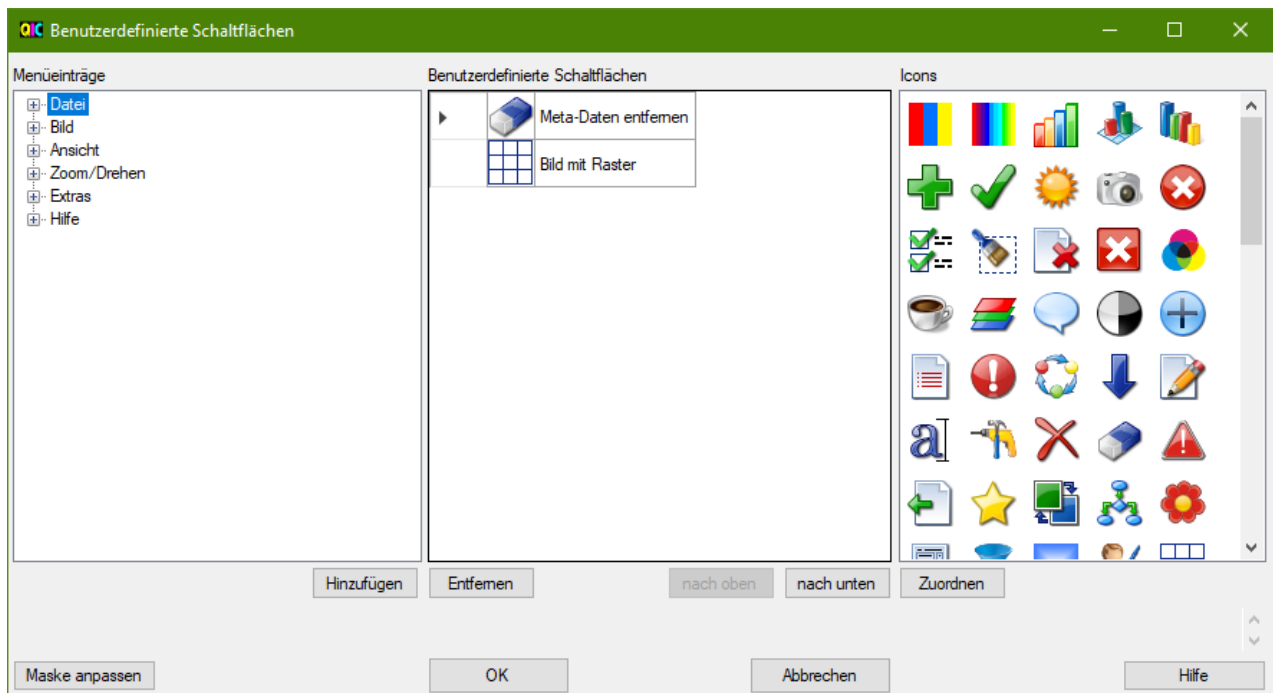 QIC Benutzerdefinierte Schaltflächen
Menüeinträge
Benutzerdefinierte Schaltflächen
Icons
Datei
Bild
Ansicht
Zoom/Drehen
Extras
Hilfe
Meta-Daten entfernen
Bild mit Raster
a
Hinzufügen
Entfernen
nach oben
nach unten
Zuordnen
Maske anpassen
OK
Abbrechen
Hilfe